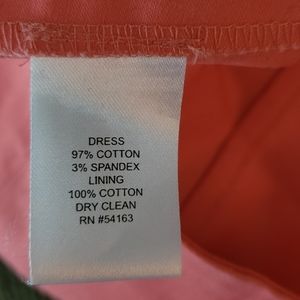 DRESS
97% COTTON
3% SPANDEX
LINING
100% COTTON
DRY CLEAN
RN #54163